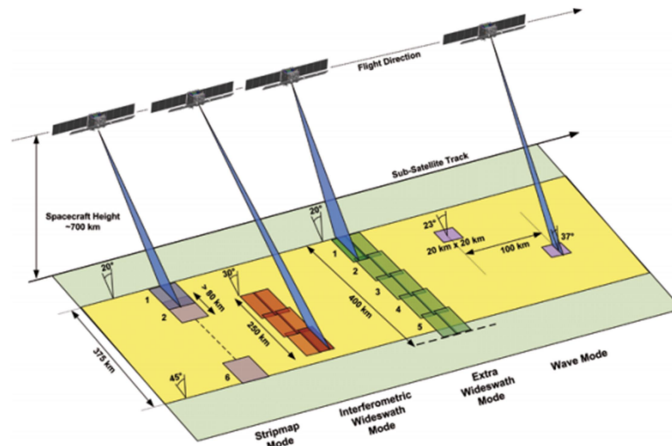 Flight Direction
Sub-Satellite Track
Spacecraft Height
~700 km
20°
20°
23°
37°
20 km x 20 km
100 km
1
2
> 80 km
30°
250 km
1
2
3
4
5
400 km
375 km
45°
6
Stripmap
Mode
Interferometric
Wideswath
Mode
Extra
Wideswath
Mode
Wave Mode